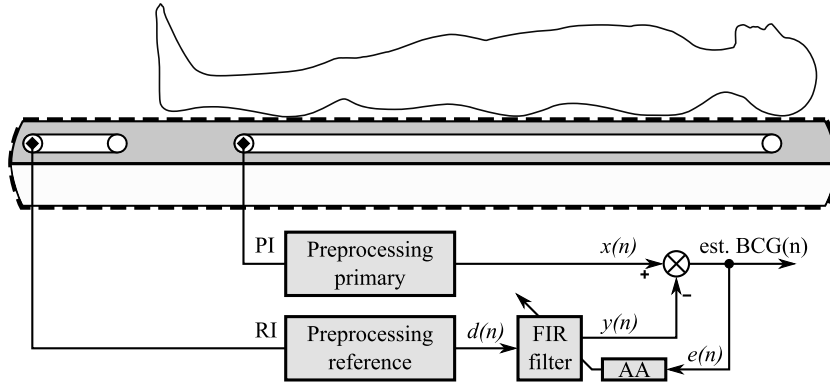 PI
Preprocessing
primary
x(n)
+
−
est. BCG(n)
RI
Preprocessing
reference
d(n)
FIR
filter
y(n)
AA
e(n)